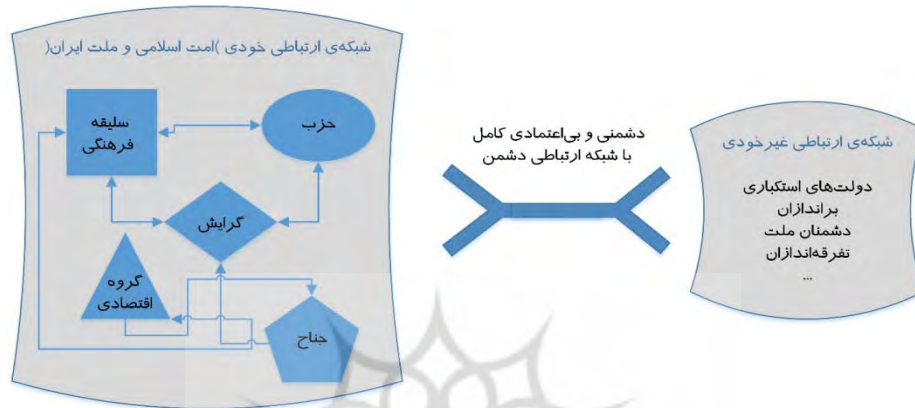 شبکه‌ی ارتباطی خودی )امت اسلامی و ملت ایران(
سلیقه
فرهنگی
حزب
گرایش
گروه
اقتصادی
جناح
دشمنی و بی‌اعتمادی کامل
با شبکه ارتباطی دشمن
شبکه‌ی ارتباطی غیرخودی
دولت‌های استکباری
براندازان
دشمنان ملت
تفرقه‌اندازان
...